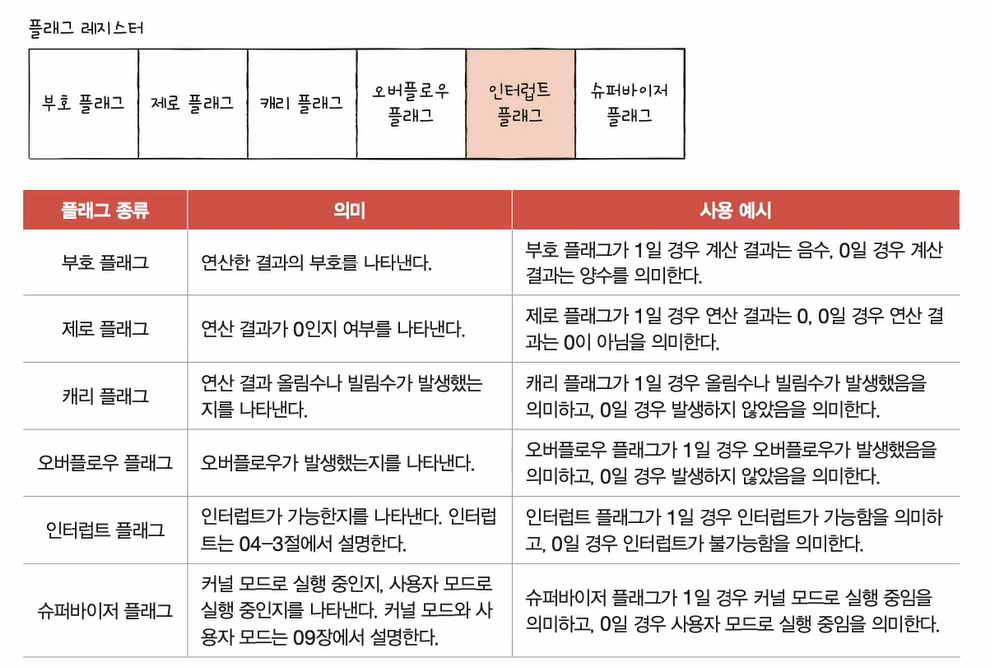 플래그 레지스터
부호 플래그
제로 플래그
캐리 플래그
오버플로우
플래그
인터럽트
플래그
슈퍼바이저
플래그
플래그 종류
의미
사용 예시
부호 플래그
연산한 결과의 부호를 나타낸다.
부호 플래그가 1일 경우 계산 결과는 음수, 0일 경우 계산
결과는 양수를 의미한다.
제로 플래그
연산 결과가 0인지 여부를 나타낸다.
제로 플래그가 1일 경우 연산 결과는 0, 0일 경우 연산 결
과는 0이 아님을 의미한다.
캐리 플래그
연산 결과 올림수나 빌림수가 발생했는
지를 나타낸다.
캐리 플래그가 1일 경우 올림수나 빌림수가 발생했음을
의미하고, 0일 경우 발생하지 않았음을 의미한다.
오버플로우 플래그
오버플로우가 발생했는지를 나타낸다.
오버플로우 플래그가 1일 경우 오버플로우가 발생했음을
의미하고, 0일 경우 발생하지 않았음을 의미한다.
인터럽트 플래그
인터럽트가 가능한지를 나타낸다. 인터럽
트는 04-3절에서 설명한다.
인터럽트 플래그가 1일 경우 인터럽트가 가능함을 의미하
고, 0일 경우 인터럽트가 불가능함을 의미한다.
슈퍼바이저 플래그
커널 모드로 실행 중인지, 사용자 모드로
실행 중인지를 나타낸다. 커널 모드와 사
용자 모드는 09장에서 설명한다.
슈퍼바이저 플래그가 1일 경우 커널 모드로 실행 중임을
의미하고, 0일 경우 사용자 모드로 실행 중임을 의미한다.